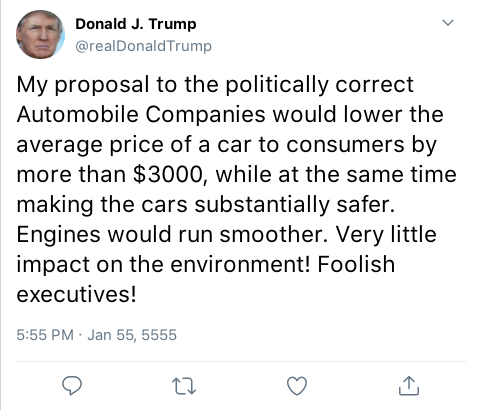 Donald J. Trump
@realDonaldTrump
My proposal to the politically correct
Automobile Companies would lower the
average price of a car to consumers by
more than $3000, while at the same time
making the cars substantially safer.
Engines would run smoother. Very little
impact on the environment! Foolish
executives!
5:55 PM · Jan 55, 5555